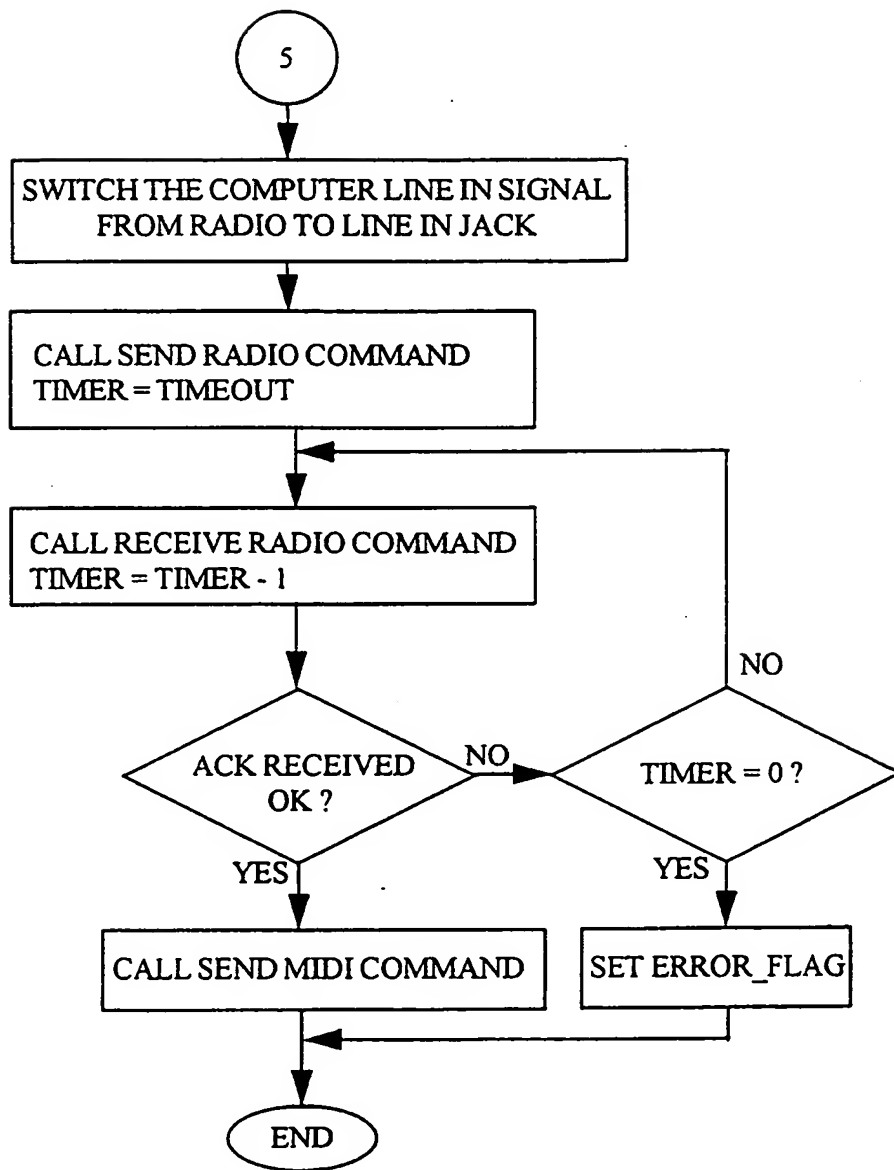 5
SWITCH THE COMPUTER LINE IN SIGNAL
FROM RADIO TO LINE IN JACK
CALL SEND RADIO COMMAND
TIMER = TIMEOUT
CALL RECEIVE RADIO COMMAND
TIMER = TIMER - 1
NO
ACK RECEIVED
OK ?
NO
TIMER = 0 ?
YES
YES
CALL SEND MIDI COMMAND
SET ERROR_FLAG
END